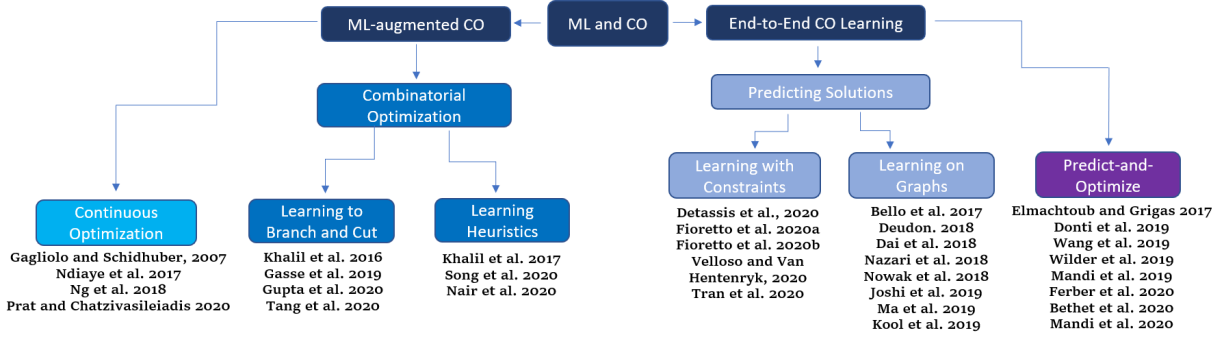 ML-augmented CO
ML and CO
End-to-End CO Learning
Combinatorial
Optimization
Predicting Solutions
Continuous
Optimization
Gagliolo and Schidhuber, 2007
Ndiaye et al. 2017
Ng et al. 2018
Prat and Chatzivasileiadis 2020
Learning to
Branch and Cut
Khalil et al. 2016
Gasse et al. 2019
Gupta et al. 2020
Tang et al. 2020
Learning
Heuristics
Khalil et al. 2017
Song et al. 2020
Nair et al. 2020
Learning with
Constraints
Detassis et al., 2020
Fioretto et al. 2020a
Fioretto et al. 2020b
Velloso and Van
Hentenryk, 2020
Tran et al. 2020
Learning on
Graphs
Bello et al. 2017
Deudon. 2018
Dai et al. 2018
Nazari et al. 2018
Nowak et al. 2018
Joshi et al. 2019
Ma et al. 2019
Kool et al. 2019
Predict-and-
Optimize
Elmachtoub and Grigas 2017
Donti et al. 2019
Wang et al. 2019
Wilder et al. 2019
Mandi et al. 2019
Ferber et al. 2020
Bethet et al. 2020
Mandi et al. 2020